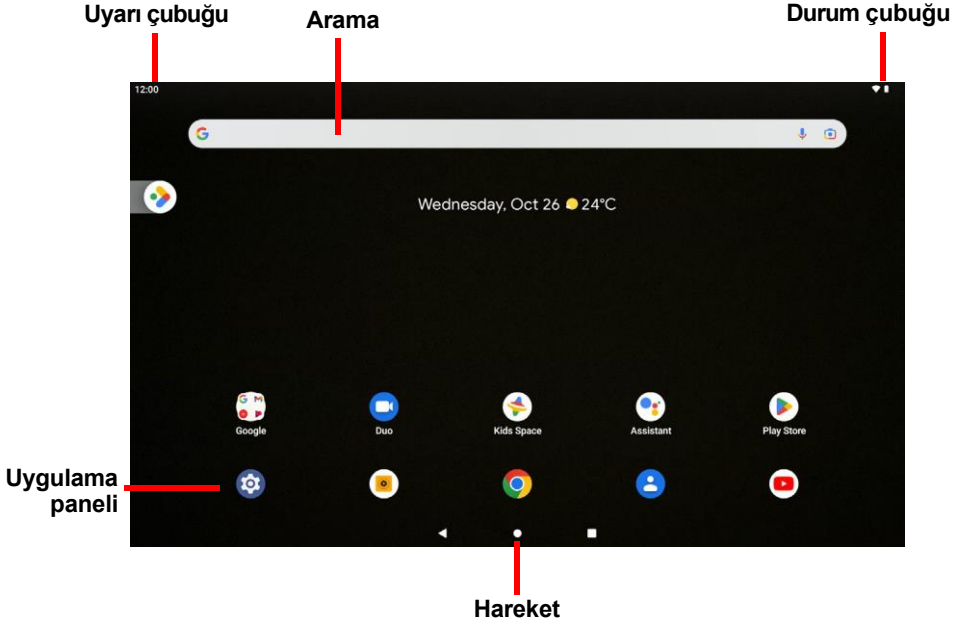 Uyarı çubuğu
Arama
Durum çubuğu
12:00
G
Wednesday, Oct 26 24°C
G M
Google
Duo
Kids Space
Assistant
Play Store
Uygulama
paneli
Hareket